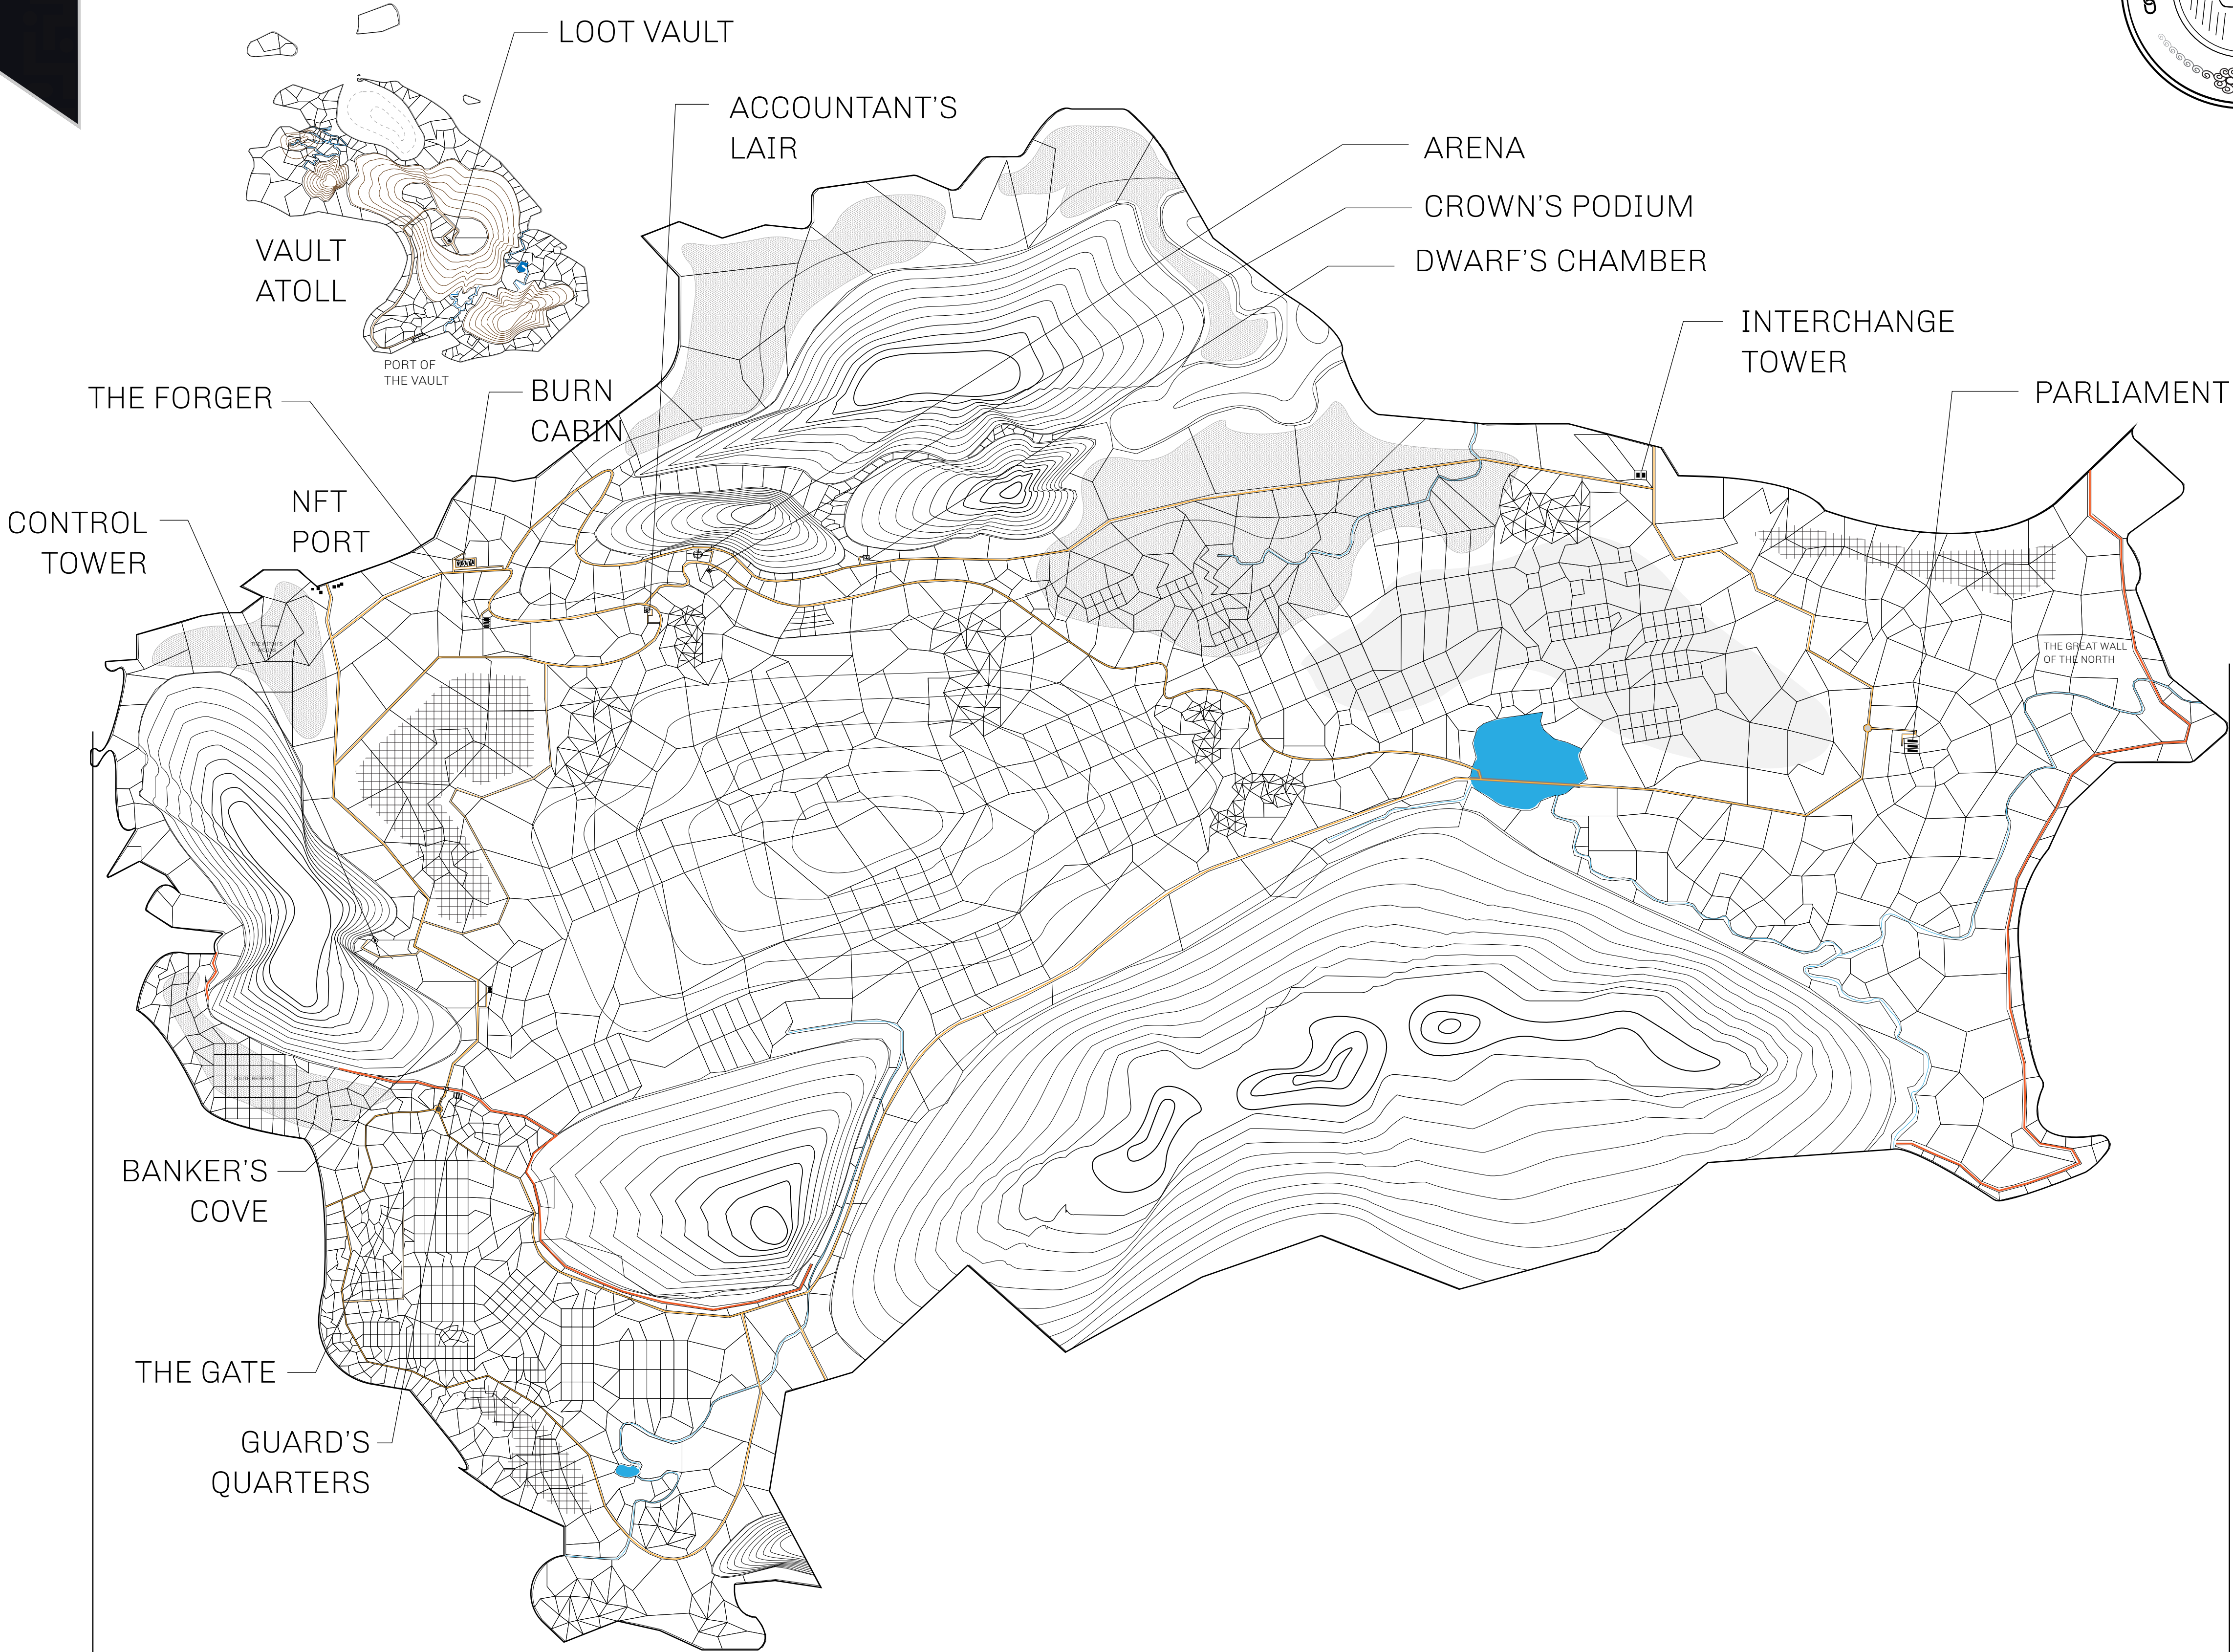 LOOT VAULT
ACCOUNTANT'S
LAIR
ARENA
CROWN'S PODIUM
DWARF'S CHAMBER
VAULT
ATOLL
INTERCHANGE
TOWER
PORT OF
THE VAULT
THE FORGER
BURN
CABIN
PARLIAMENT
NFT
PORT
CONTROL
TOWER
THE GREAT WALL
OF THE NORTH
SOUTH RESERVE
BANKER'S
COVE
THE GATE
GUARD'S
QUARTERS